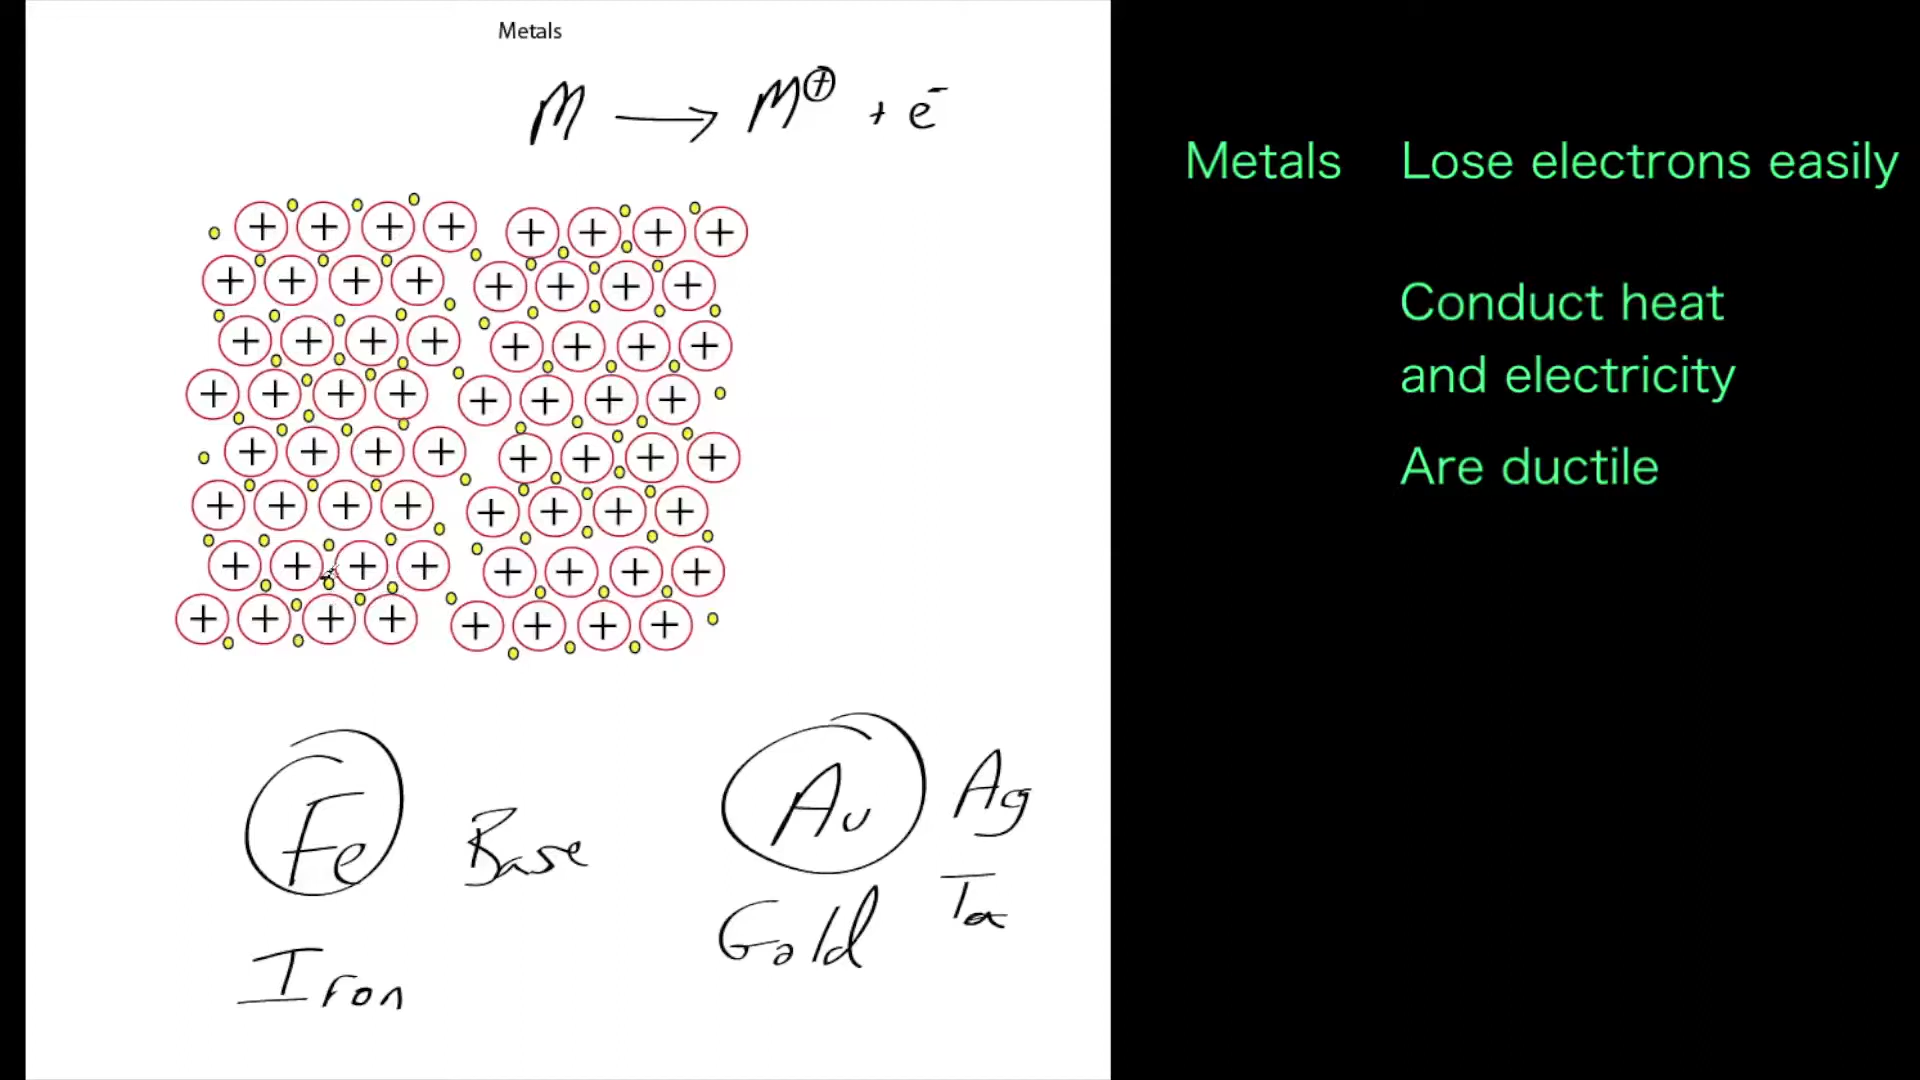 Metals
M → M⊕ + e⁻
Metals Lose electrons easily
Conduct heat
and electricity
Are ductile
+ + + + + + + +
+ + + + + + + +
+ + + + + + + +
+ + + + + + + +
+ + + + + + + +
+ + + + + + + +
+ + + + + + + +
+ + + + + + + +
Fe Base Au Ag
Iron Gold Ta